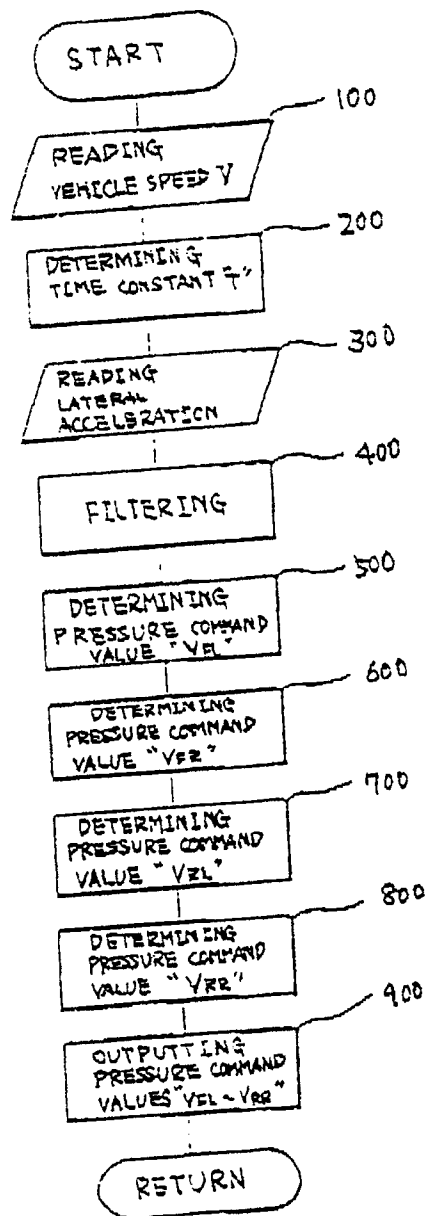 START
100
READING
VEHICLE SPEED V
200
DETERMINING
TIME CONSTANT "T"
300
READING
LATERAL
ACCELERATION
400
FILTERING
500
DETERMINING
PRESSURE COMMAND
VALUE "VFL"
600
DETERMINING
PRESSURE COMMAND
VALUE "VFR"
700
DETERMINING
PRESSURE COMMAND
VALUE "VRL"
800
DETERMINING
PRESSURE COMMAND
VALUE "VRR"
900
OUTPUTTING
PRESSURE COMMAND
VALUES "VFL ~ VRR"
RETURN